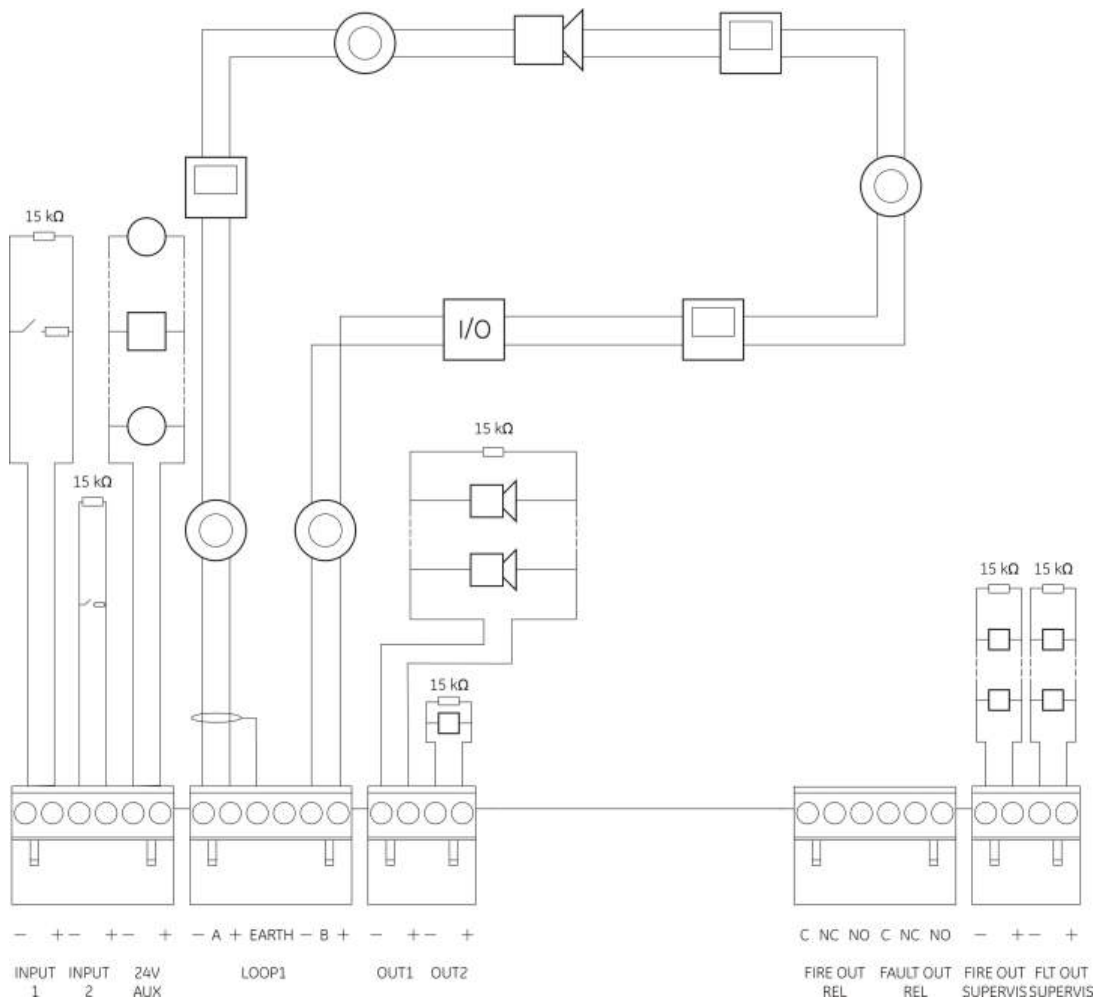 15 kΩ
I/O
15 kΩ
15 kΩ
15 kΩ
15 kΩ 15 kΩ
− + − + − + − A + EARTH − B + − + − + C NC NO C NC NO − + − +
INPUT 1 INPUT 2 24V AUX LOOP1 OUT1 OUT2 FIRE OUT REL FAULT OUT REL FIRE OUT SUPERVIS FLT OUT SUPERVIS